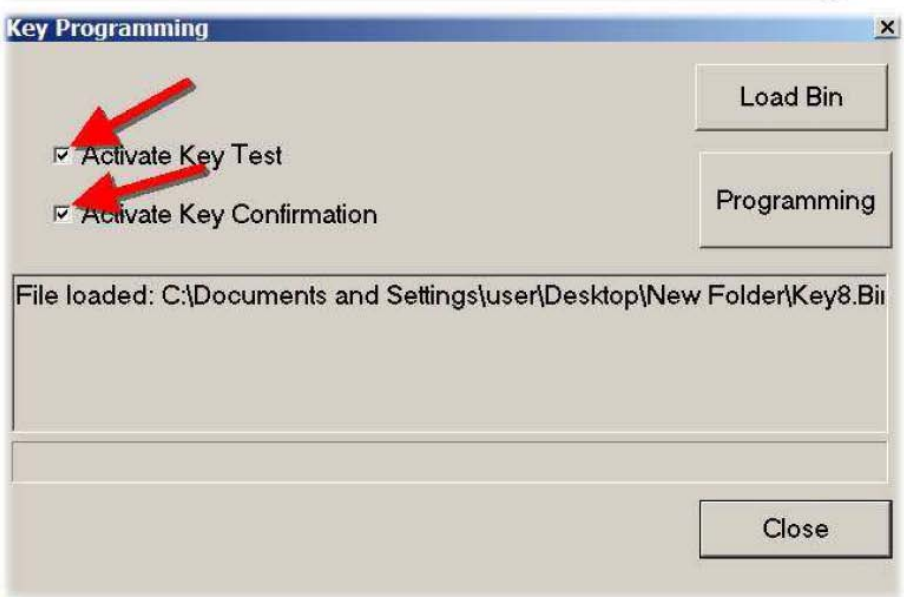 Key Programming
Load Bin
Activate Key Test
Programming
Activate Key Confirmation
File loaded: C:\Documents and Settings\user\Desktop\New Folder\Key8.Bi
Close